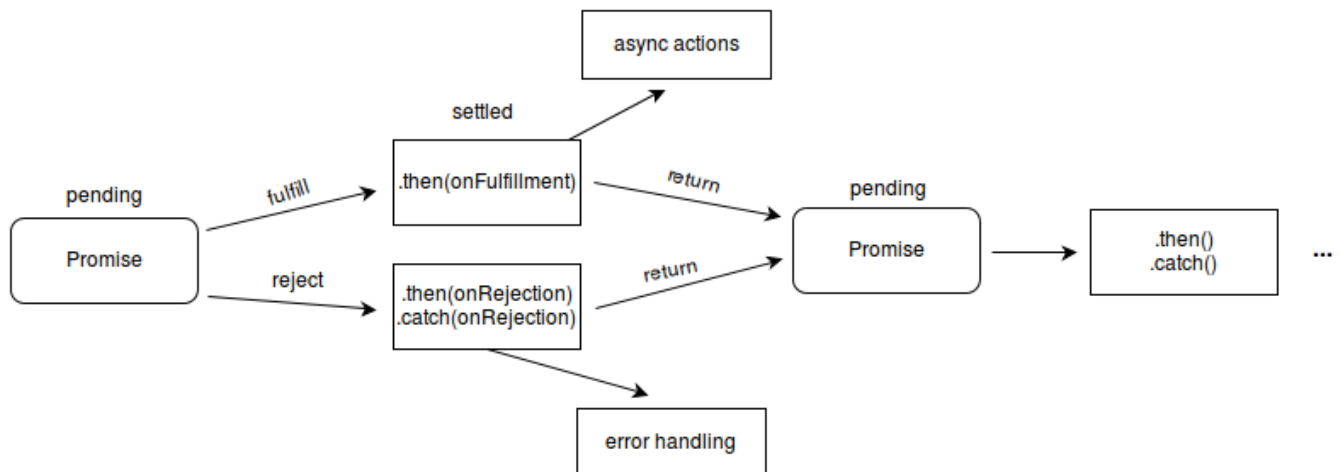 async actions
settled
.then(onFulfillment)
pending
fulfill
return
pending
Promise
Promise
.then()
.catch()
...
reject
return
.then(onRejection)
.catch(onRejection)
error handling